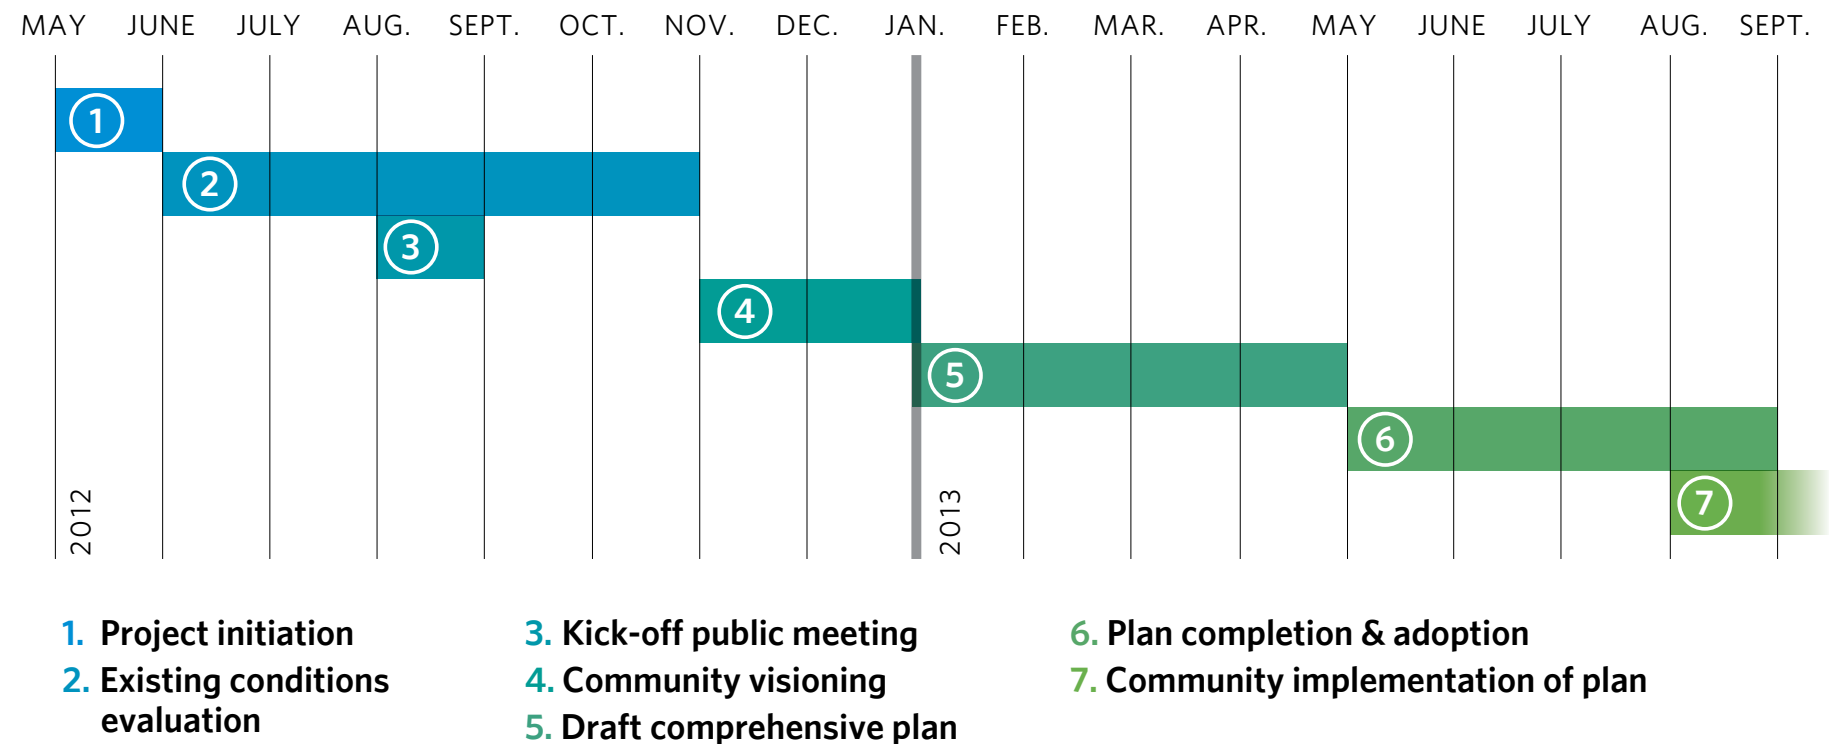 MAY JUNE JULY AUG. SEPT. OCT. NOV. DEC. JAN. FEB. MAR. APR. MAY JUNE JULY AUG. SEPT.
1
2
3
4
5
6
7
2012
2013
1. Project initiation
2. Existing conditions
evaluation
3. Kick-off public meeting
4. Community visioning
5. Draft comprehensive plan
6. Plan completion & adoption
7. Community implementation of plan